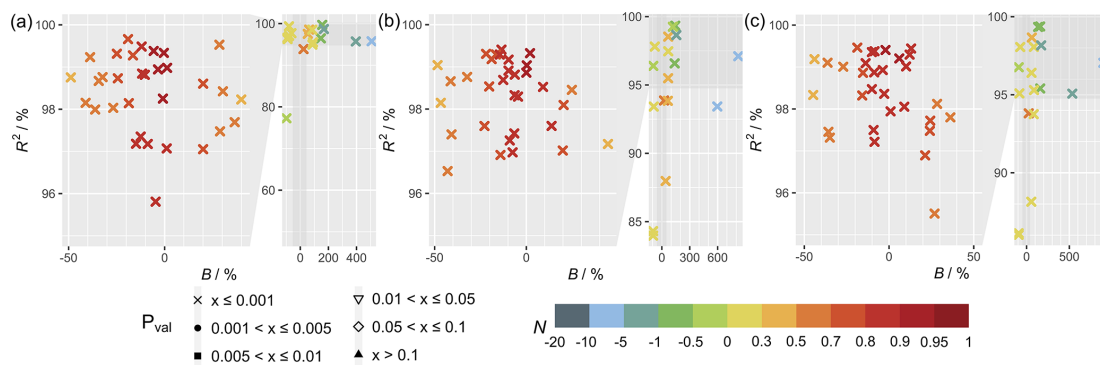 (a)
(b)
(c)
R² / %
R² / %
R² / %
100
98
96
100
80
60
100
98
96
100
95
90
85
100
98
96
100
95
90
-50
0
0
200
400
-50
0
0
300
600
-50
0
50
0
500
B / %
B / %
B / %
Pval
x ≤ 0.001
0.001 < x ≤ 0.005
0.005 < x ≤ 0.01
0.01 < x ≤ 0.05
0.05 < x ≤ 0.1
x > 0.1
N
-20 -10 -5 -1 -0.5 0 0.3 0.5 0.7 0.8 0.9 0.95 1